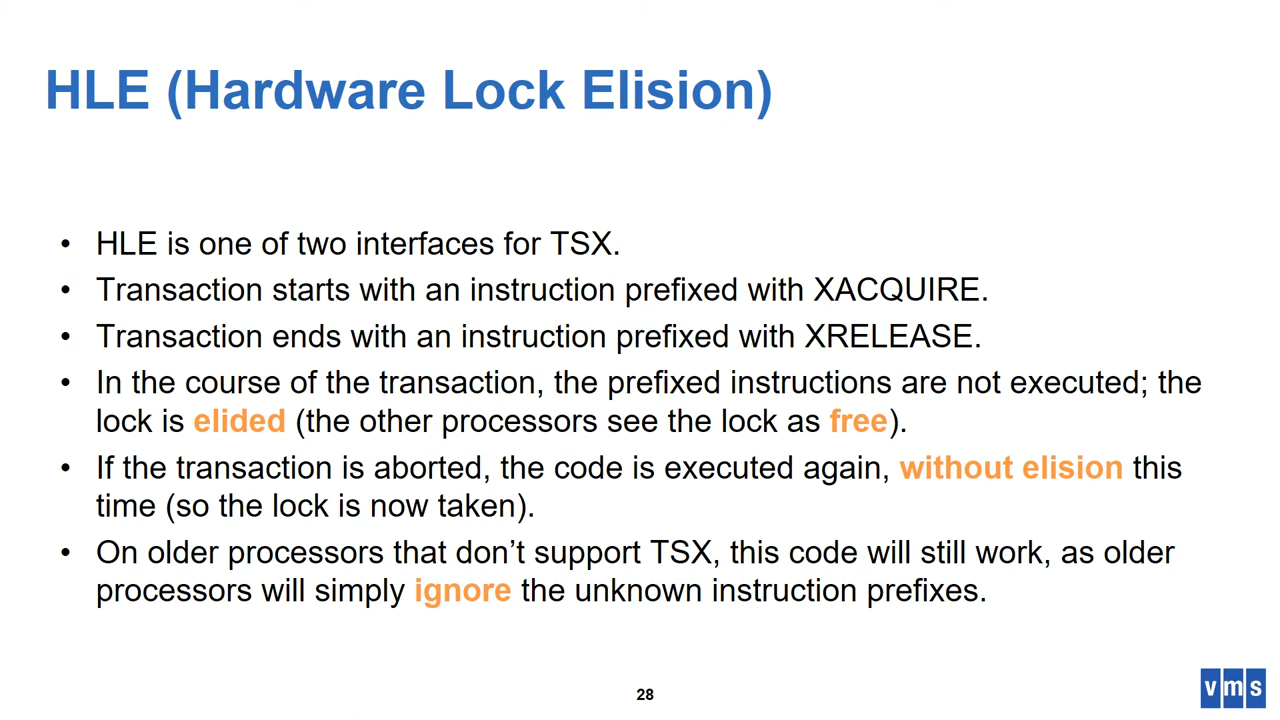 HLE (Hardware Lock Elision)
• HLE is one of two interfaces for TSX.
• Transaction starts with an instruction prefixed with XACQUIRE.
• Transaction ends with an instruction prefixed with XRELEASE.
• In the course of the transaction, the prefixed instructions are not executed; the
lock is elided (the other processors see the lock as free).
• If the transaction is aborted, the code is executed again, without elision this
time (so the lock is now taken).
• On older processors that don’t support TSX, this code will still work, as older
processors will simply ignore the unknown instruction prefixes.
28
vms